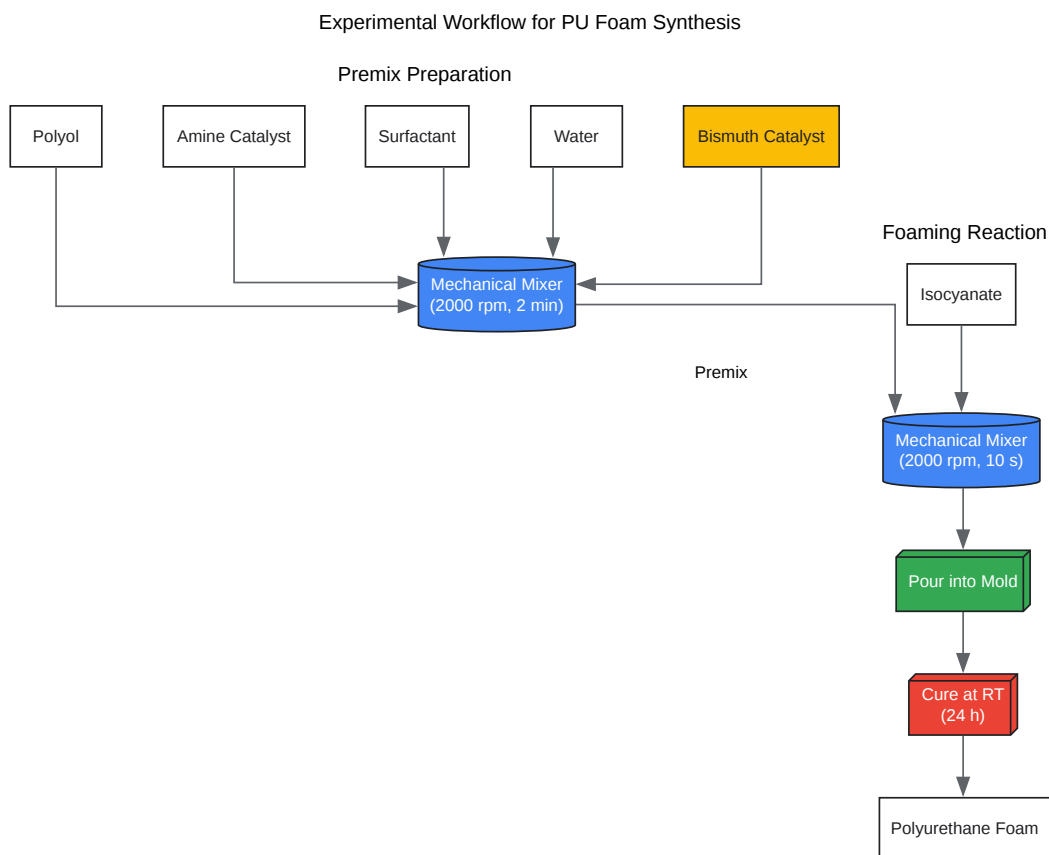 Experimental Workflow for PU Foam Synthesis
Premix Preparation
Polyol
Amine Catalyst
Surfactant
Water
Bismuth Catalyst
Foaming Reaction
Isocyanate
Mechanical Mixer
(2000 rpm, 2 min)
Premix
Mechanical Mixer
(2000 rpm, 10 s)
Pour into Mold
Cure at RT
(24 h)
Polyurethane Foam